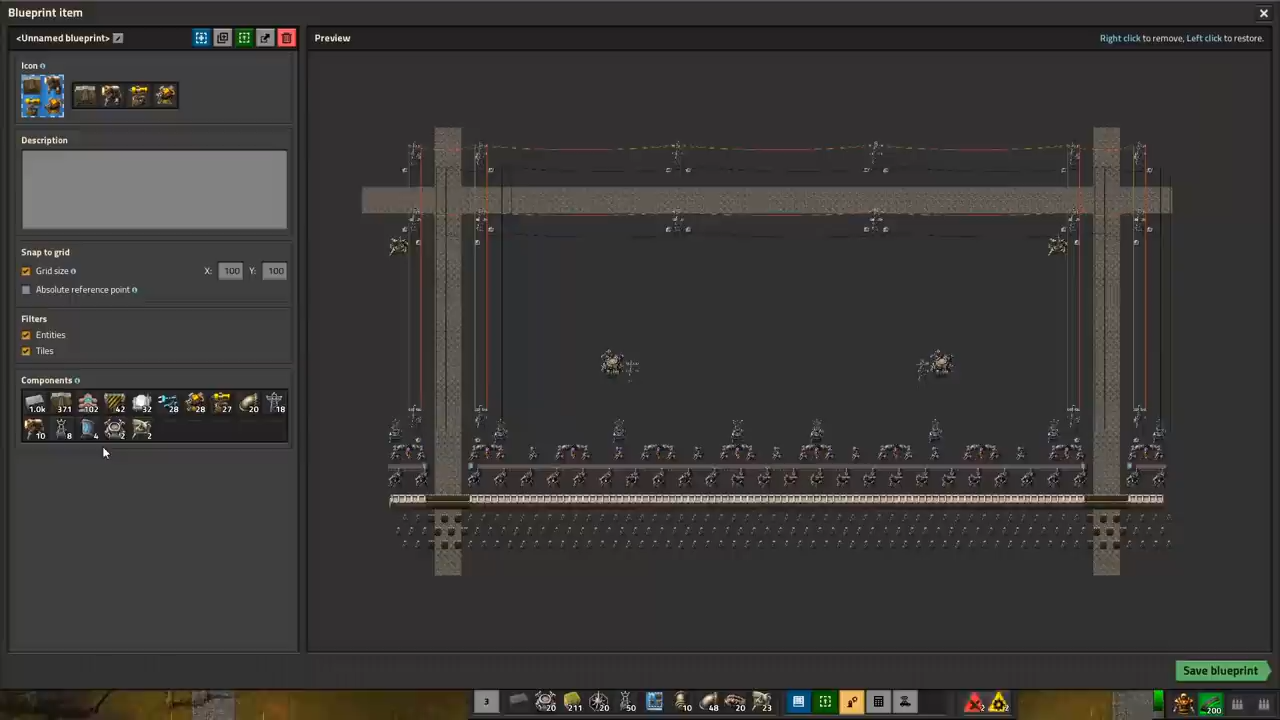 Blueprint item
<Unnamed blueprint>
Preview
Right click to remove, Left click to restore.
Icon
Description
Snap to grid
Grid size
X: 100 Y: 100
Absolute reference point
Filters
Entities
Tiles
Components
1.0k 371 102 42 32 28 28 27 20 18
10 8 4 2 2
Save blueprint
3
20 211 20 50 10 48 20 23
200